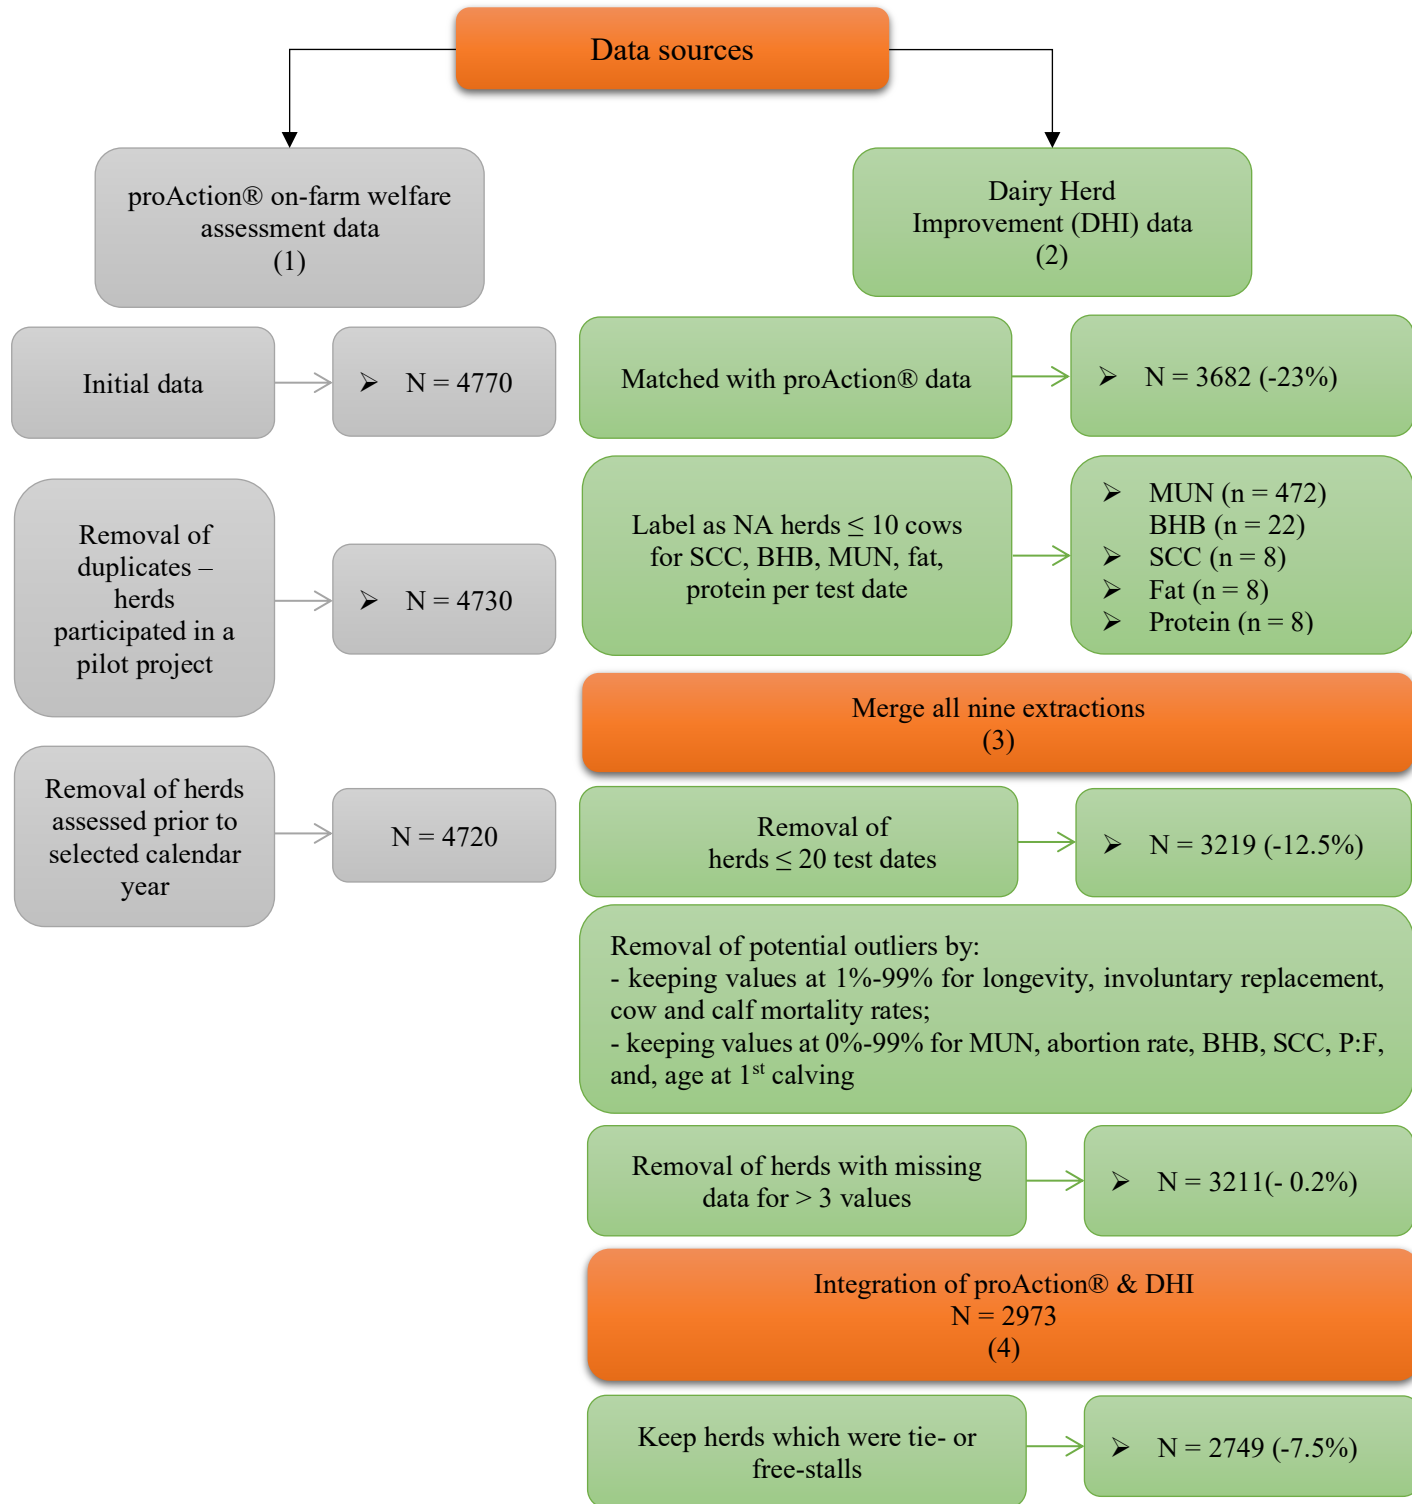 Data sources
proAction® on-farm welfare
assessment data
(1)
Dairy Herd
Improvement (DHI) data
(2)
Initial data
➢ N = 4770
Matched with proAction® data
➢ N = 3682 (-23%)
Removal of
duplicates –
herds
participated in a
pilot project
➢ N = 4730
Label as NA herds ≤ 10 cows
for SCC, BHB, MUN, fat,
protein per test date
➢ MUN (n = 472)
BHB (n = 22)
➢ SCC (n = 8)
➢ Fat (n = 8)
➢ Protein (n = 8)
Merge all nine extractions
(3)
Removal of herds
assessed prior to
selected calendar
year
N = 4720
Removal of
herds ≤ 20 test dates
➢ N = 3219 (-12.5%)
Removal of potential outliers by:
- keeping values at 1%-99% for longevity, involuntary replacement,
cow and calf mortality rates;
- keeping values at 0%-99% for MUN, abortion rate, BHB, SCC, P:F,
and, age at 1st calving
Removal of herds with missing
data for > 3 values
➢ N = 3211(- 0.2%)
Integration of proAction® & DHI
N = 2973
(4)
Keep herds which were tie- or
free-stalls
➢ N = 2749 (-7.5%)